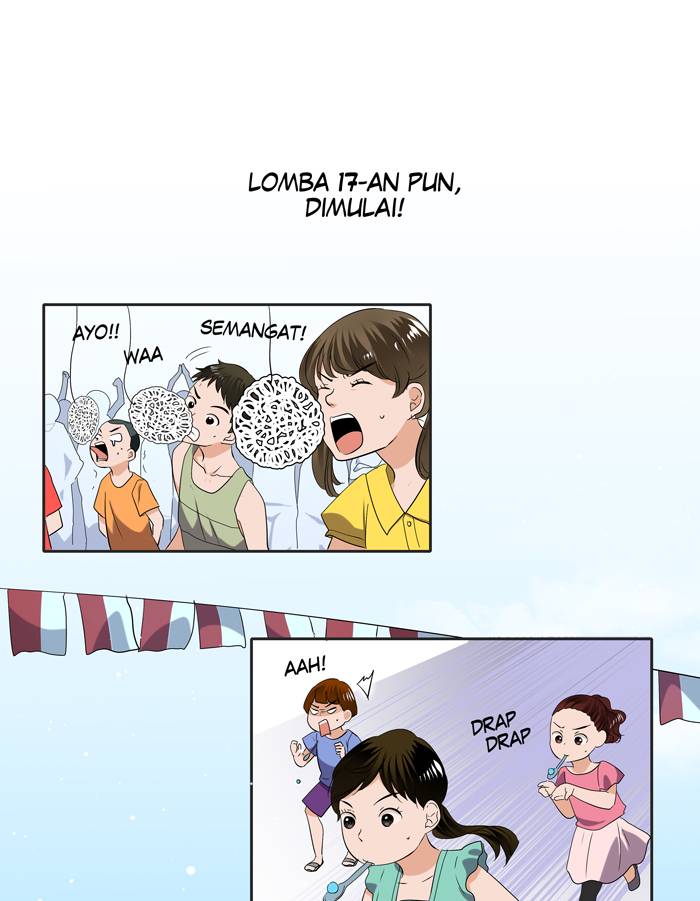 LOMBA 17-AN PUN,
DIMULAI!
AYO!!
WAA
SEMANGAT!
AAH!
DRAP
DRAP